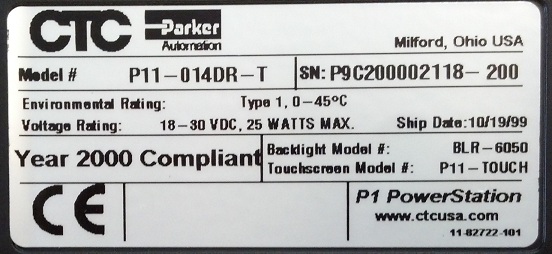 CTC Parker
Automation
Milford, Ohio USA
Model # P11-014DR-T SN: P9C200002118-200
Environmental Rating: Type 1, 0-45°C
Voltage Rating: 18-30 VDC, 25 WATTS MAX. Ship Date: 10/19/99
Year 2000 Compliant
Backlight Model #: BLR-6050
Touchscreen Model #: P11-TOUCH
CE
P1 PowerStation
www.ctcusa.com
11-82722-101